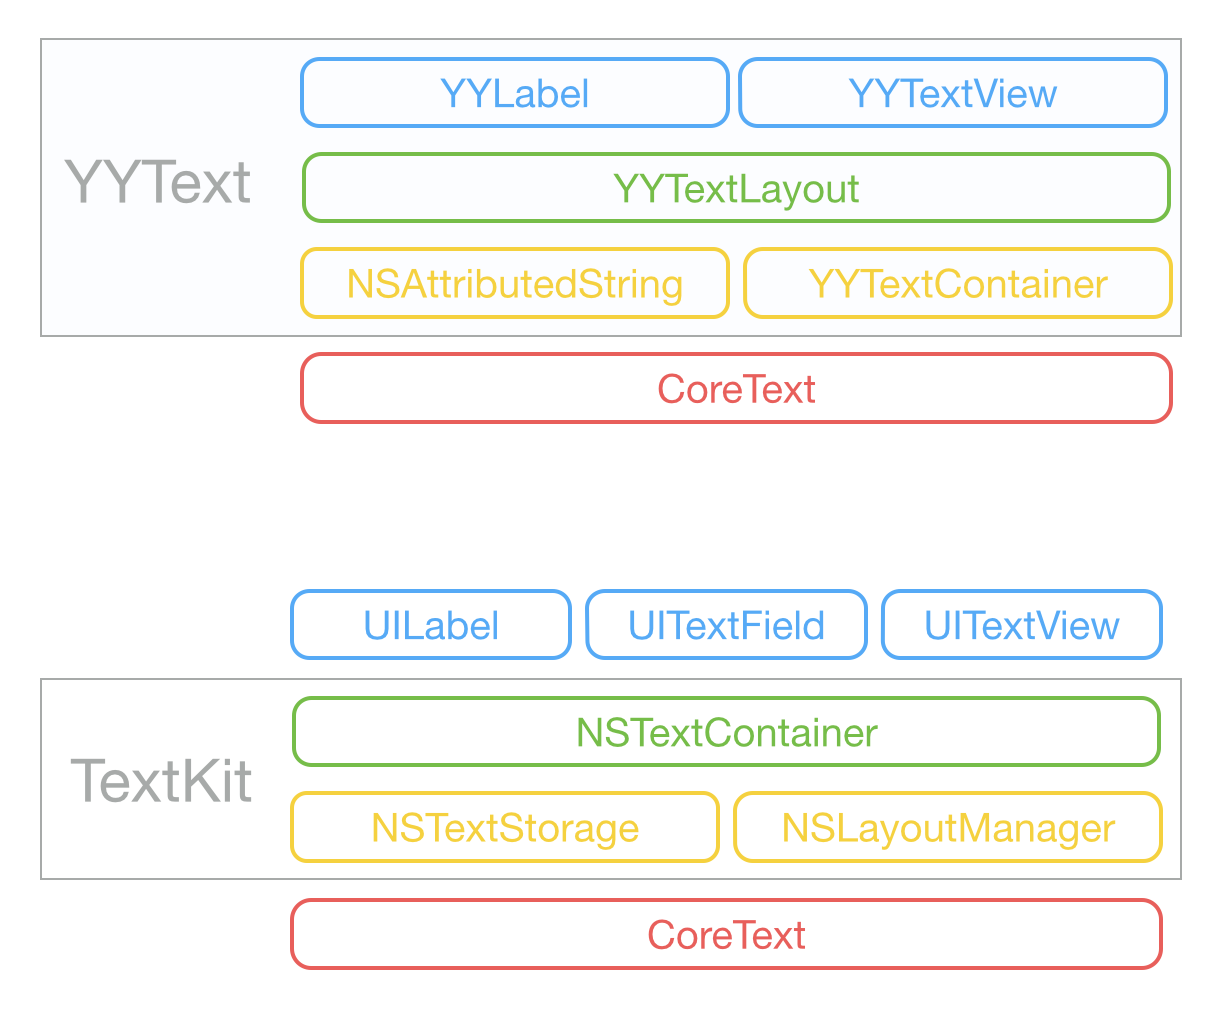 YYLabel YYTextView
YYText
YYTextLayout
NSAttributedString YYTextContainer
CoreText
UILabel UITextField UITextView
NSTextContainer
TextKit
NSTextStorage NSLayoutManager
CoreText